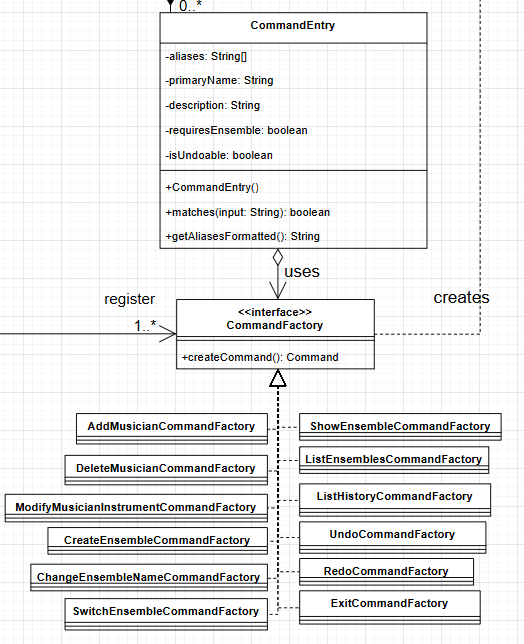 0..*
CommandEntry
-aliases: String[]
-primaryName: String
-description: String
-requiresEnsemble: boolean
-isUndoable: boolean
+CommandEntry()
+matches(input: String): boolean
+getAliasesFormatted(): String
uses
register
1..*
creates
<<interface>>
CommandFactory
+createCommand(): Command
AddMusicianCommandFactory
ShowEnsembleCommandFactory
DeleteMusicianCommandFactory
ListEnsemblesCommandFactory
ModifyMusicianInstrumentCommandFactory
ListHistoryCommandFactory
CreateEnsembleCommandFactory
UndoCommandFactory
ChangeEnsembleNameCommandFactory
RedoCommandFactory
SwitchEnsembleCommandFactory
ExitCommandFactory